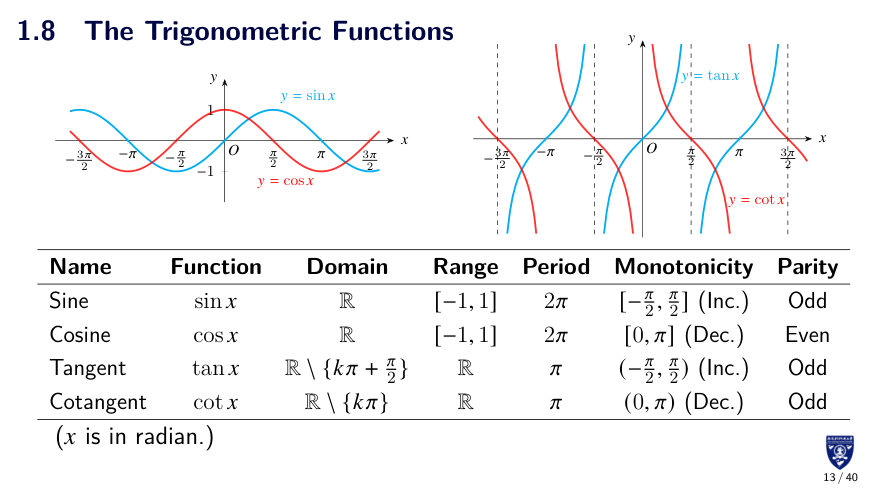 1.8 The Trigonometric Functions
y
1
y = sin x
x
−3π/2
−π
−π/2
O
π/2
π
3π/2
−1
y = cos x
y
y = tan x
x
−3π/2
−π
−π/2
O
π/2
π
3π/2
y = cot x
Name Function Domain Range Period Monotonicity Parity
Sine sin x ℝ [−1, 1] 2π [−π/2, π/2] (Inc.) Odd
Cosine cos x ℝ [−1, 1] 2π [0, π] (Dec.) Even
Tangent tan x ℝ \ {kπ + π/2} ℝ π (−π/2, π/2) (Inc.) Odd
Cotangent cot x ℝ \ {kπ} ℝ π (0, π) (Dec.) Odd
(x is in radian.)
13 / 40